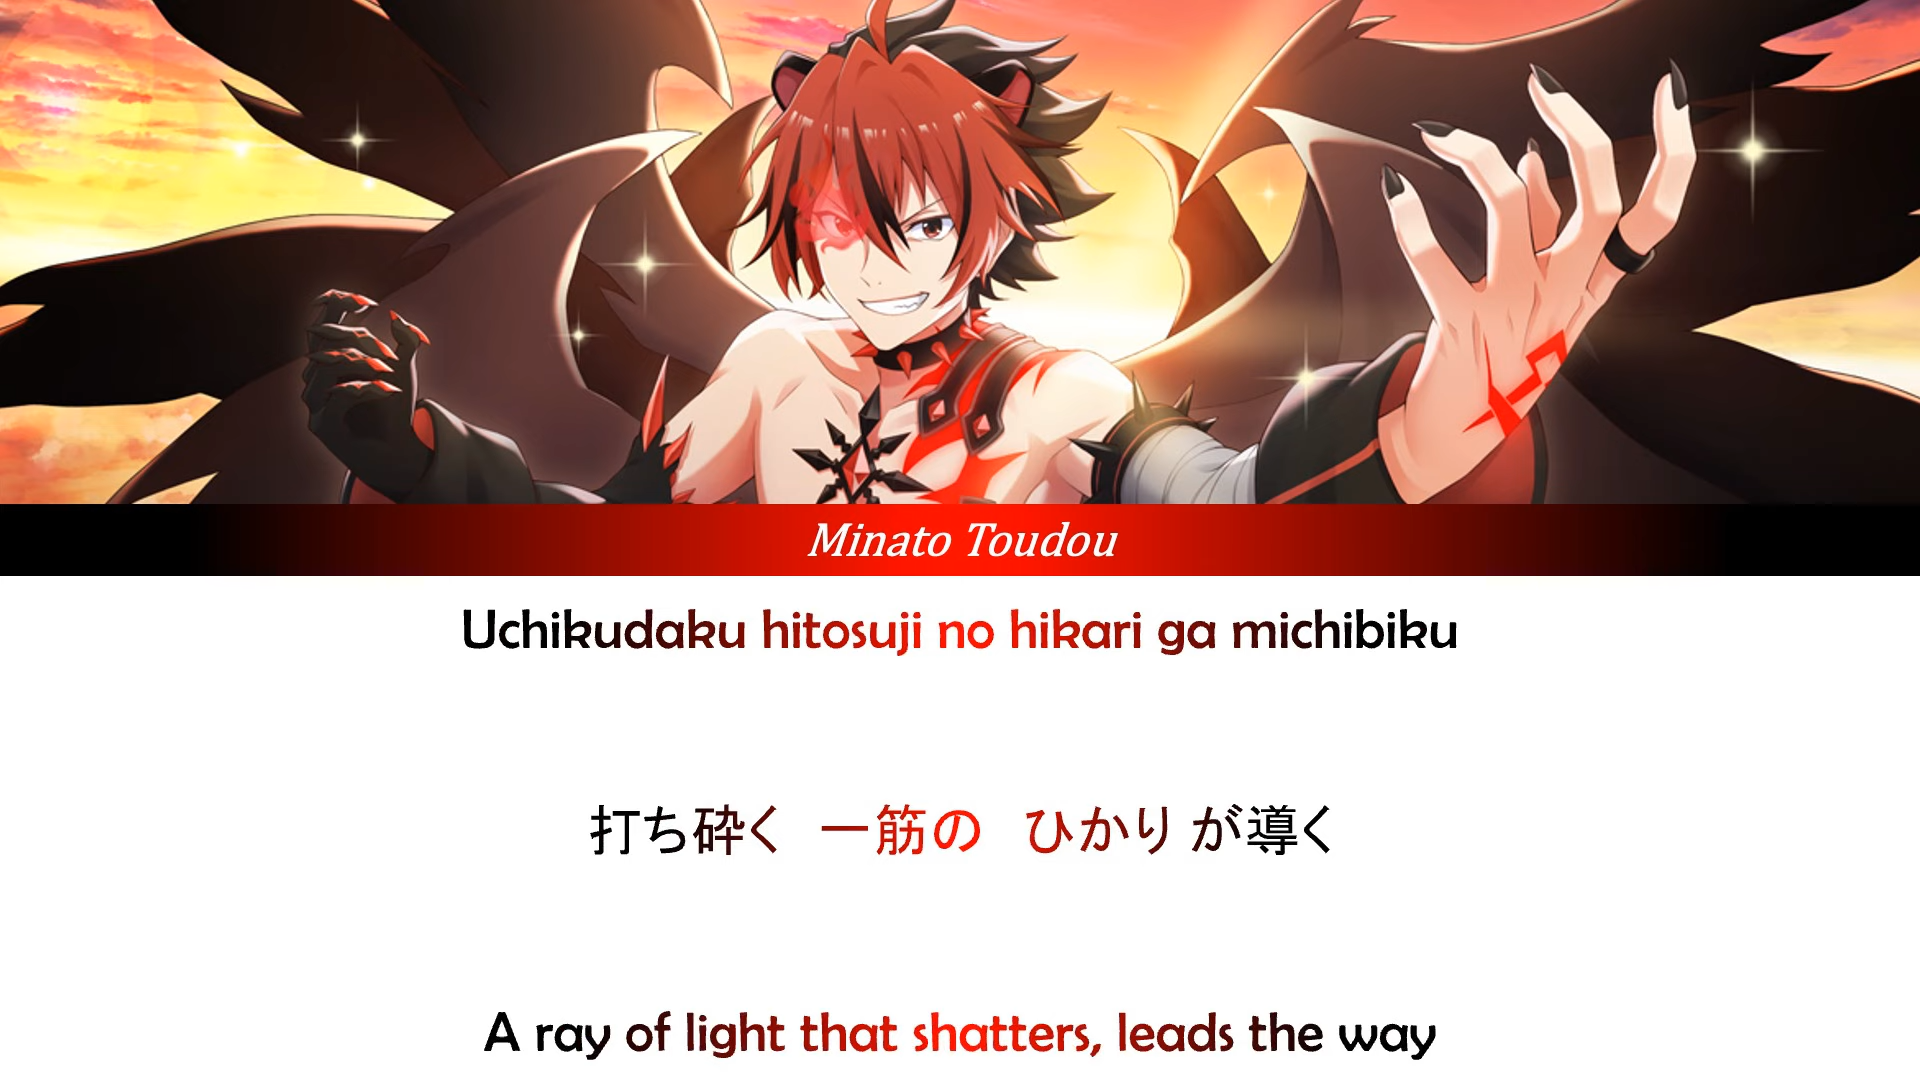 Minato Toudou
Uchikudaku hitosuji no hikari ga michibiku
打ち砕く　一筋の　ひかり が導く
A ray of light that shatters, leads the way